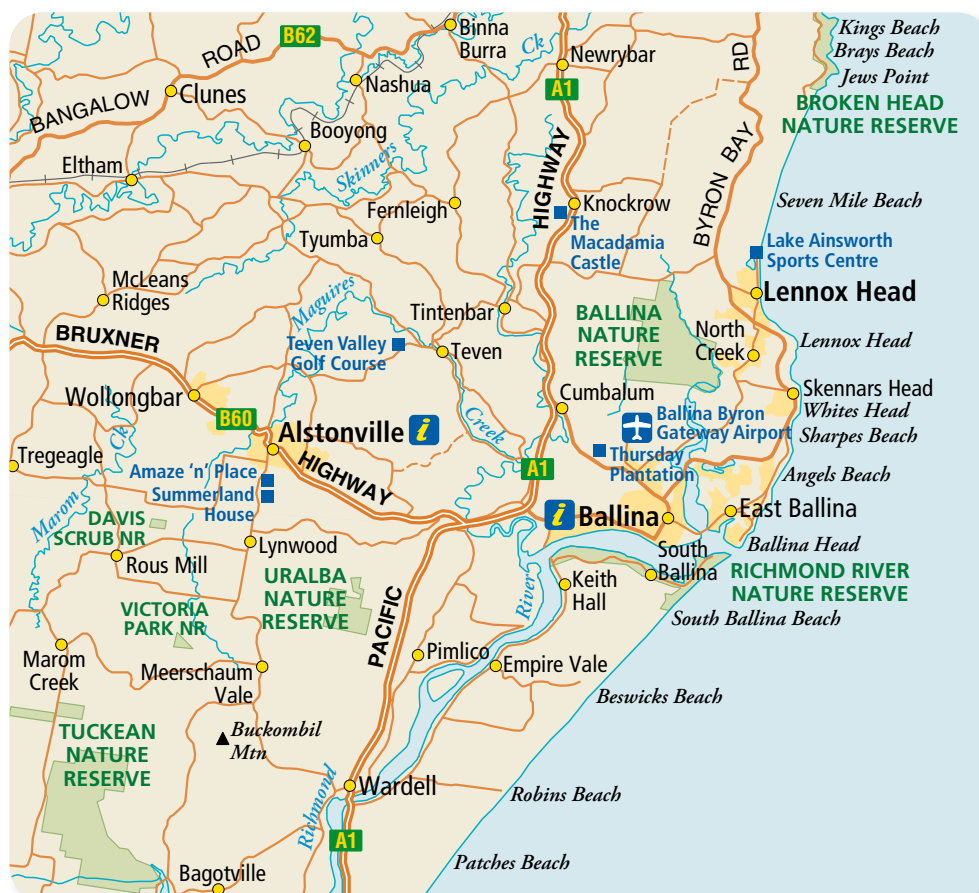 Kings Beach
Brays Beach
Jews Point
BROKEN HEAD
NATURE RESERVE
B62
BANGALOW ROAD
Binna
Burra
Ck
Newrybar
A1
RD
Nashua
Clunes
Booyong
Eltham
Skinners
HIGHWAY
BYRON BAY
Seven Mile Beach
Fernleigh
Knockrow
The
Macadamia
Castle
Tyumba
Lake Ainsworth
Sports Centre
McLeans
Ridges
Maguires
Lennox Head
Tintenbar
BALLINA
NATURE
RESERVE
North
Creek
BRUXNER
Teven Valley
Golf Course
Teven
Lennox Head
Wollongbar
Cumbalum
Skennars Head
Whites Head
B60
Alstonville
i
Creek
Ballina Byron
Gateway Airport
Sharpes Beach
Ck
Tregeagle
HIGHWAY
A1
Thursday
Plantation
Amaze 'n' Place
Summerland
House
Angels Beach
Marom
DAVIS
SCRUB NR
i
Ballina
East Ballina
Lynwood
South
Ballina
Ballina Head
Rous Mill
URALBA
NATURE
RESERVE
River
Keith
Hall
RICHMOND RIVER
NATURE RESERVE
VICTORIA
PARK NR
PACIFIC
South Ballina Beach
Marom
Creek
Meerschaum
Vale
Pimlico
Empire Vale
Beswicks Beach
TUCKEAN
NATURE
RESERVE
Buckombil
Mtn
Richmond
Wardell
Robins Beach
A1
Bagotville
Patches Beach